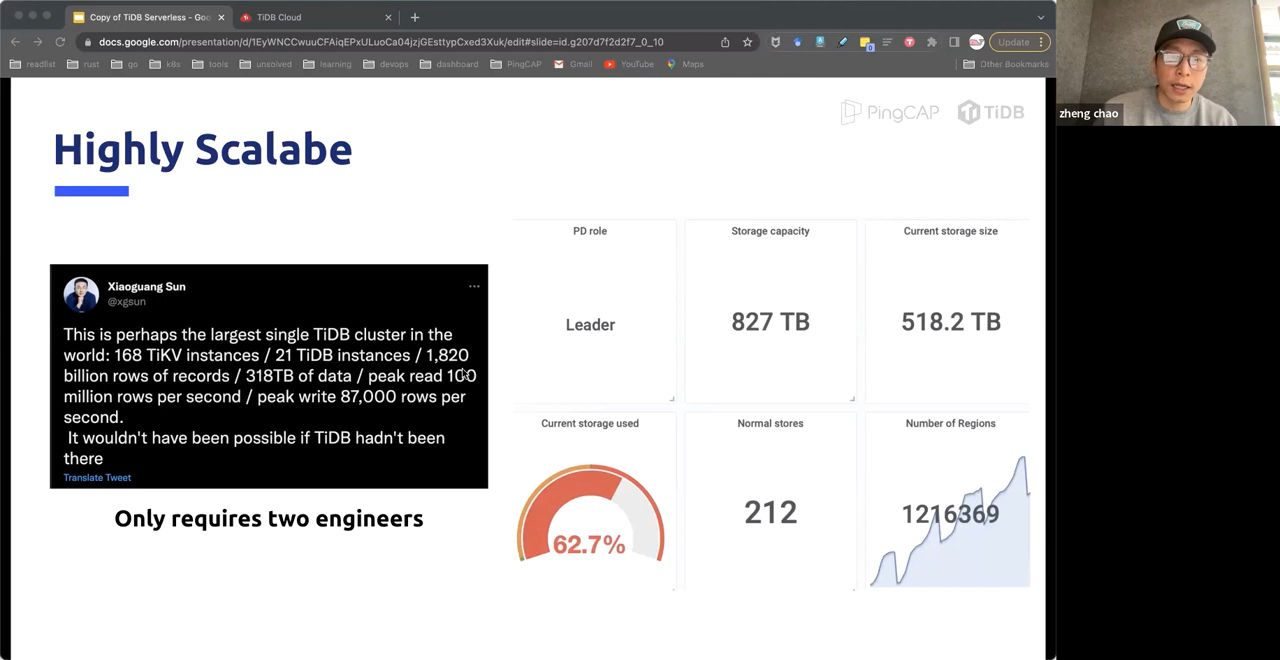 Copy of TiDB Serverless - Goo
TiDB Cloud
docs.google.com/presentation/d/1EyWNCCwuuCFAiqEPxULuoCa04jzjGEsttypCxed3Xuk/edit#slide=id.g207d7f2d2f7_0_10
Update
readlist
rust
go
k8s
tools
unsolved
learning
devops
dashboard
PingCAP
Gmail
YouTube
Maps
Other Bookmarks
zheng chao
PingCAP
TiDB
Highly Scalabe
Xiaoguang Sun
@xgsun
This is perhaps the largest single TiDB cluster in the
world: 168 TiKV instances / 21 TiDB instances / 1,820
billion rows of records / 318TB of data / peak read 100
million rows per second / peak write 87,000 rows per
second.
It wouldn't have been possible if TiDB hadn't been
there
Translate Tweet
Only requires two engineers
PD role
Leader
Storage capacity
827 TB
Current storage size
518.2 TB
Current storage used
62.7%
Normal stores
212
Number of Regions
1216369